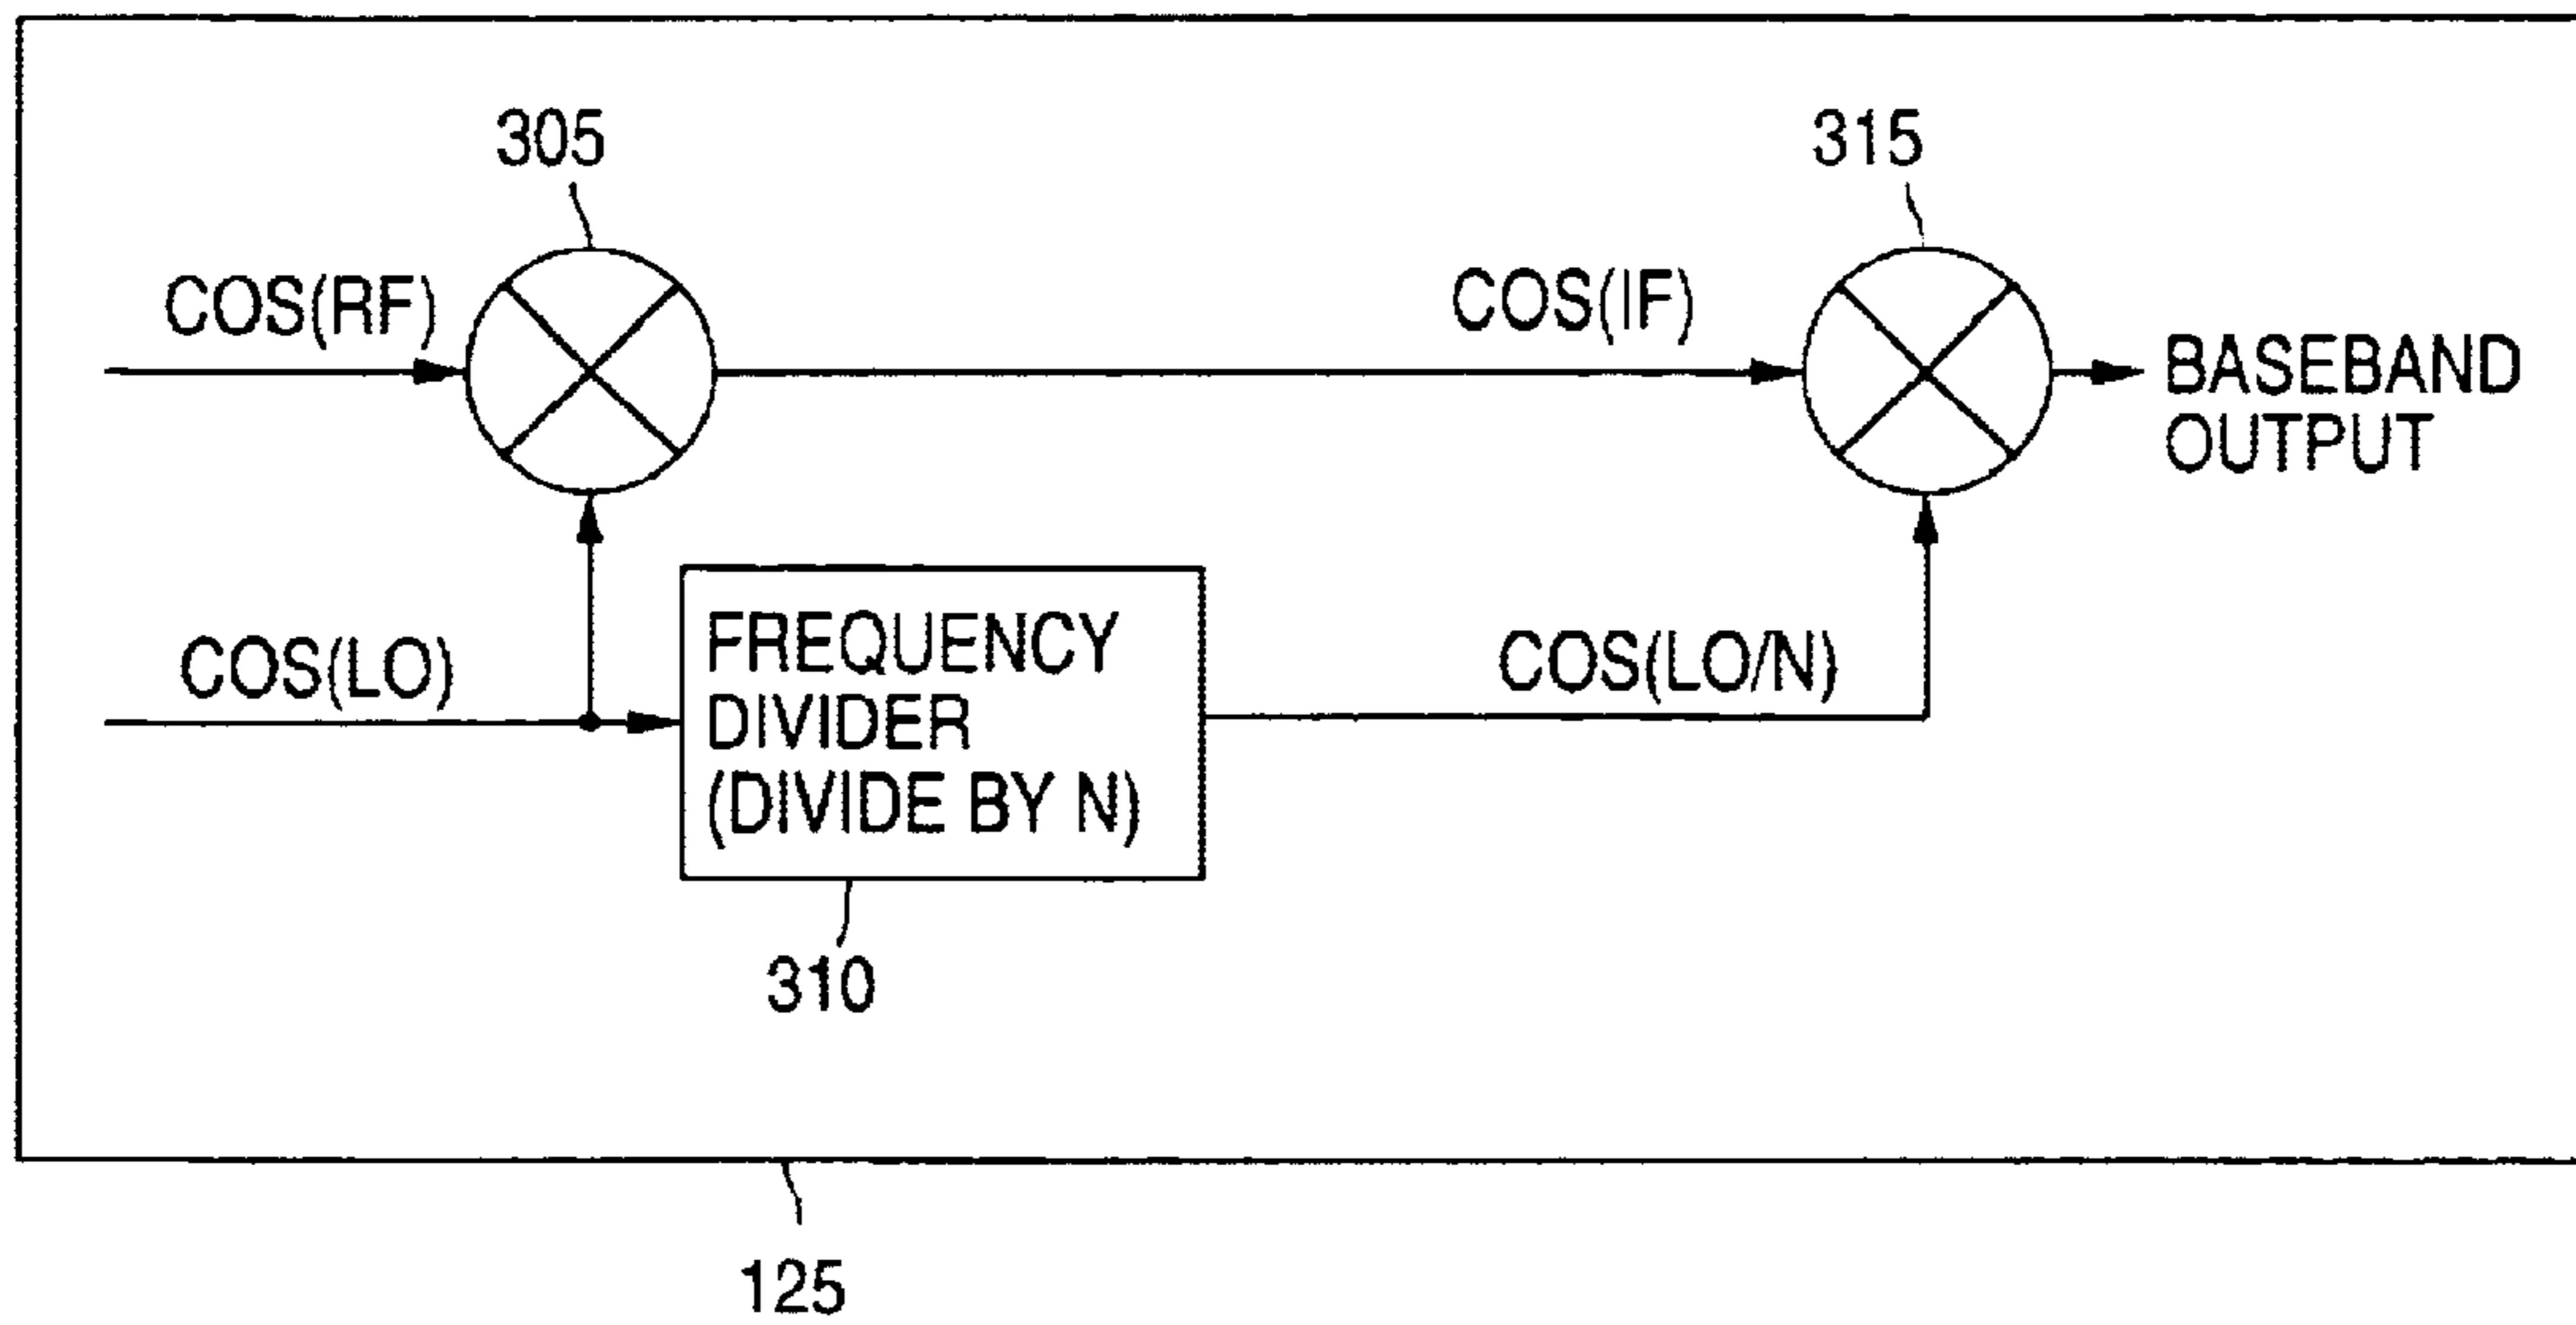 305
315
COS(RF)
COS(IF)
BASEBAND
OUTPUT
COS(LO)
FREQUENCY
DIVIDER
(DIVIDE BY N)
COS(LO/N)
310
125